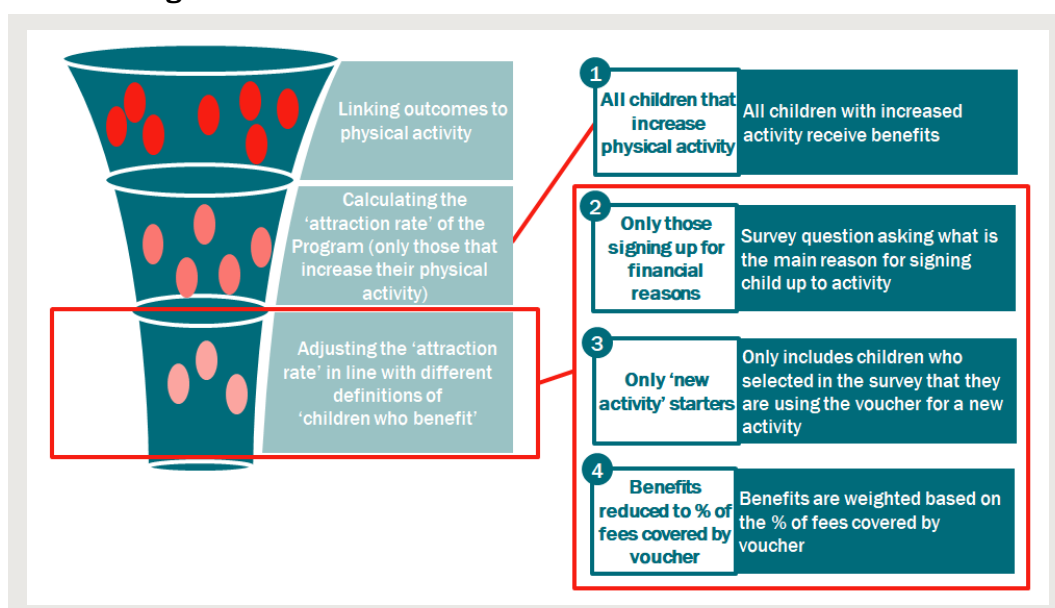 Linking outcomes to
physical activity
Calculating the
‘attraction rate’ of the
Program (only those that
increase their physical
activity)
Adjusting the ‘attraction
rate’ in line with different
definitions of
‘children who benefit’
1
All children that
increase
physical activity
All children with increased
activity receive benefits
2
Only those
signing up for
financial
reasons
Survey question asking what is
the main reason for signing
child up to activity
3
Only ‘new
activity’ starters
Only includes children who
selected in the survey that they
are using the voucher for a new
activity
4
Benefits
reduced to % of
fees covered by
voucher
Benefits are weighted based on
the % of fees covered by
voucher